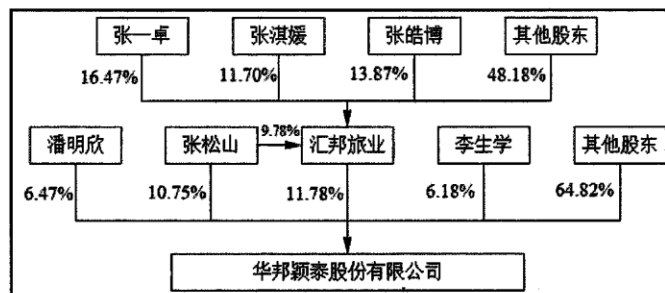 张一卓 张淇媛 张皓博 其他股东
16.47% 11.70% 13.87% 48.18%
潘明欣 张松山 9.78% 汇邦旅业 李生学 其他股东
6.47% 10.75% 11.78% 6.18% 64.82%
华邦颖泰股份有限公司